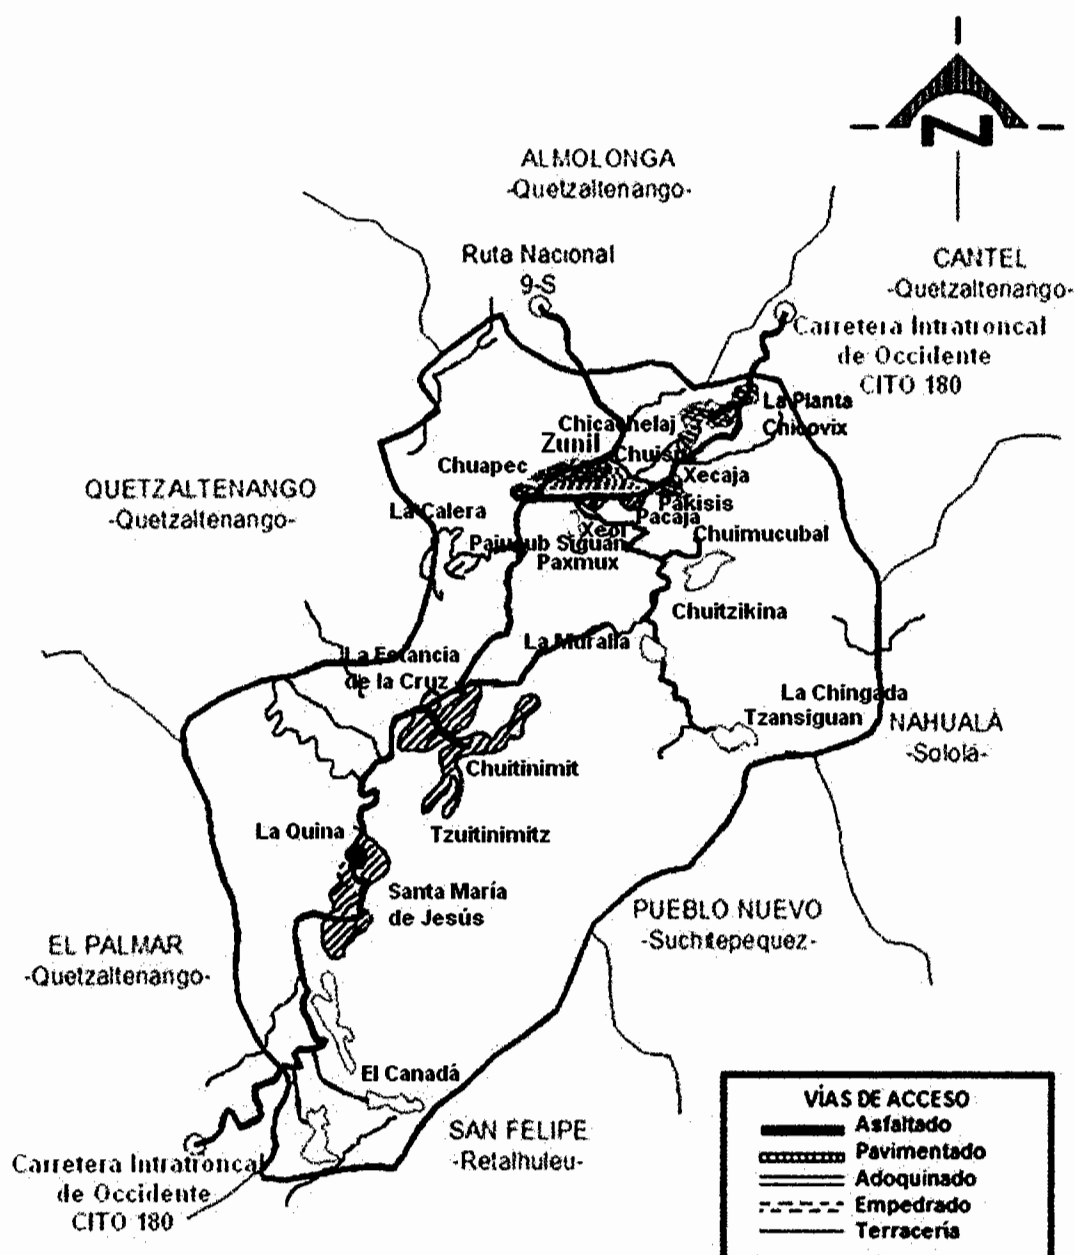 N
ALMOLONGA
-Quetzaltenango-
Ruta Nacional
9-S
CANTEL
-Quetzaltenango-
Carretera Intratroncal
de Occidente
CITO 180
La Planta
Chicovix
Chicachelaj
Zunil
Chuapec
Xecaja
Pakisis
Pacaja
QUETZALTENANGO
-Quetzaltenango-
La Calera
Xeol
Siguan
Paxmux
Chuimucubal
Chuitzikina
La Muralla
La Estancia
de la Cruz
La Chingada
Tzansiguan
NAHUALÁ
-Sololá-
Chuitinimit
Tzuitinimitz
La Quina
Santa María
de Jesús
PUEBLO NUEVO
-Suchitepequez-
EL PALMAR
-Quetzaltenango-
El Canadá
SAN FELIPE
-Retalhuleu-
Carretera Intratroncal
de Occidente
CITO 180
VÍAS DE ACCESO
Asfaltado
Pavimentado
Adoquinado
Empedrado
Terracería